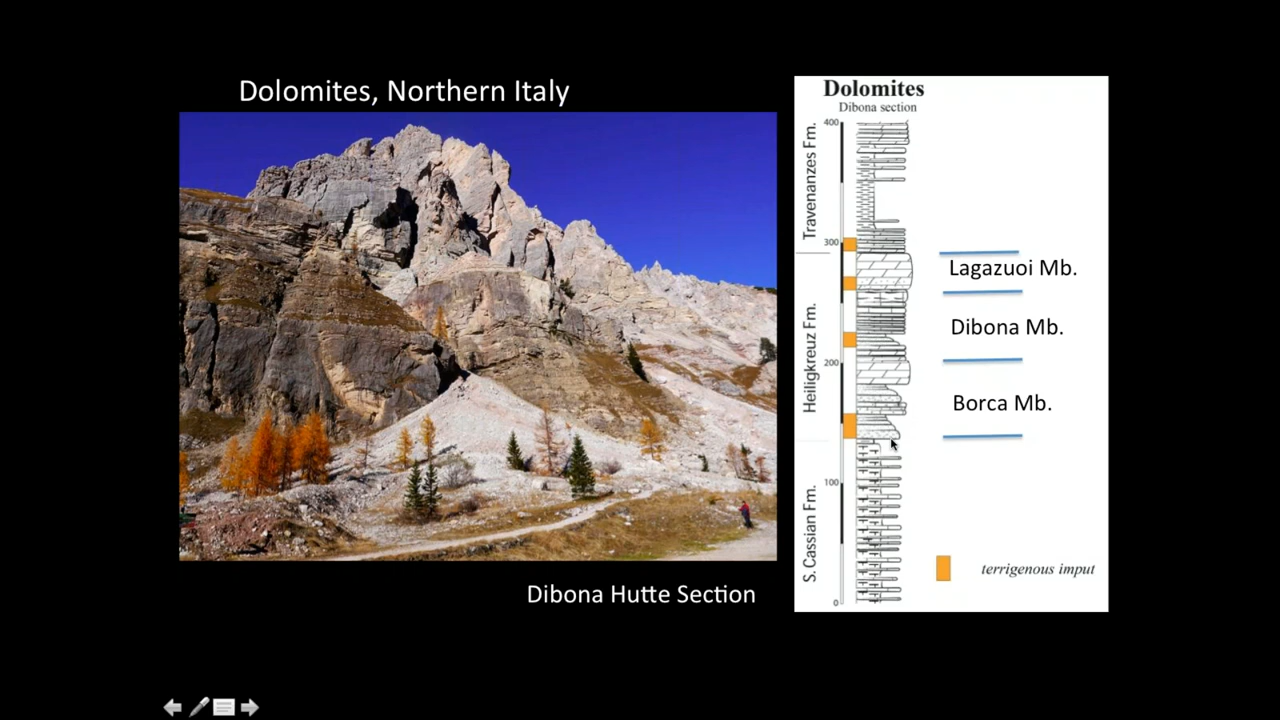 Dolomites, Northern Italy
Dibona Hutte Section
Dolomites
Dibona section
400
Travenanzes Fm.
300
Lagazuoi Mb.
Dibona Mb.
Heiligkreuz Fm.
200
Borca Mb.
100
S. Cassian Fm.
terrigenous imput
0